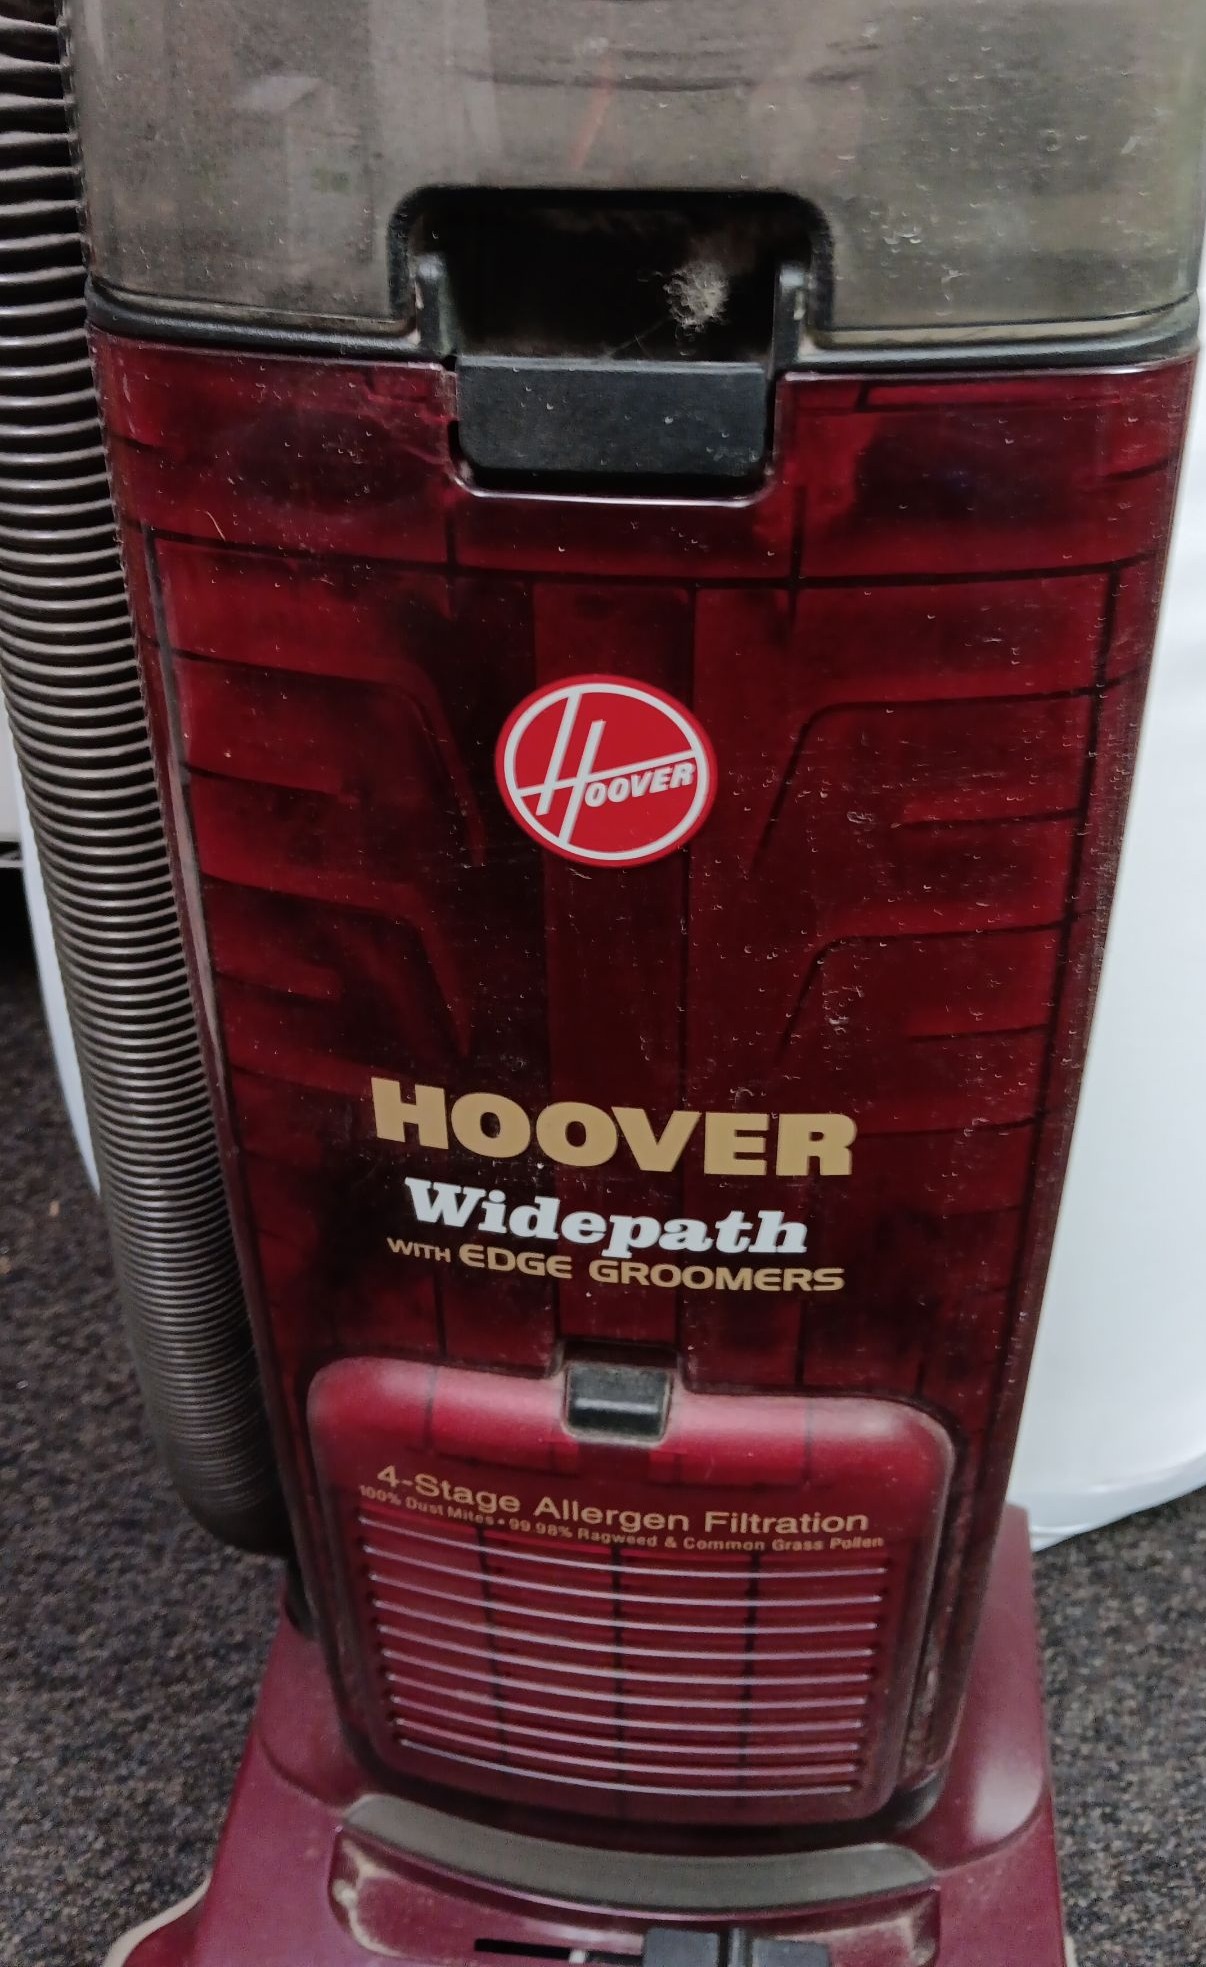 HOOVER
HOOVER
Widepath
WITH EDGE GROOMERS
4-Stage Allergen Filtration
100% Dust Mites • 99.98% Ragweed & Common Grass Pollen